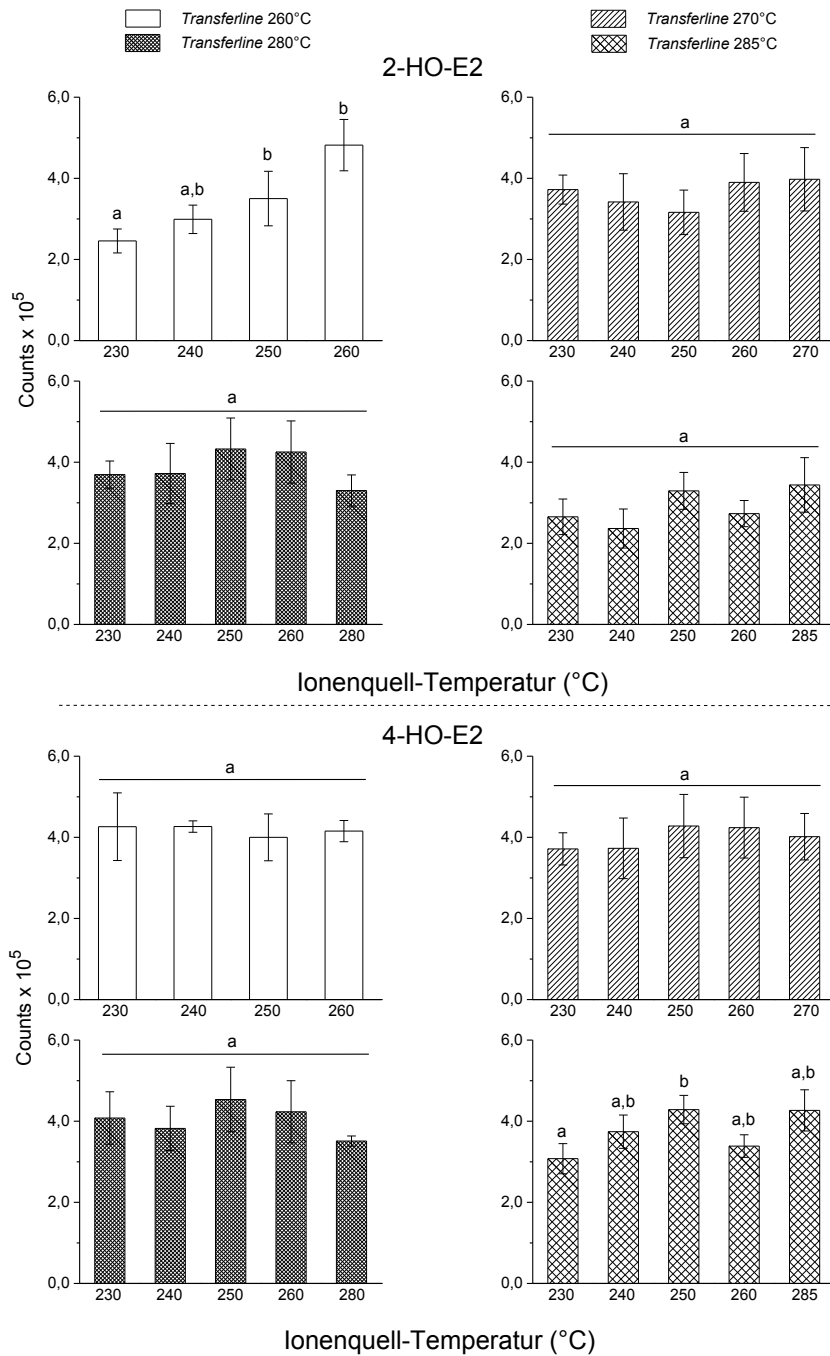 Transferline 260°C
Transferline 280°C
Transferline 270°C
Transferline 285°C
2-HO-E2
Counts x 10^5
6,0
4,0
2,0
0,0
a
a,b
b
b
230 240 250 260
6,0
4,0
2,0
0,0
a
230 240 250 260 270
6,0
4,0
2,0
0,0
a
230 240 250 260 280
6,0
4,0
2,0
0,0
a
230 240 250 260 285
Ionenquell-Temperatur (°C)
4-HO-E2
Counts x 10^5
6,0
4,0
2,0
0,0
a
230 240 250 260
6,0
4,0
2,0
0,0
a
230 240 250 260 270
6,0
4,0
2,0
0,0
a
230 240 250 260 280
6,0
4,0
2,0
0,0
a
a,b
b
a,b
a,b
230 240 250 260 285
Ionenquell-Temperatur (°C)